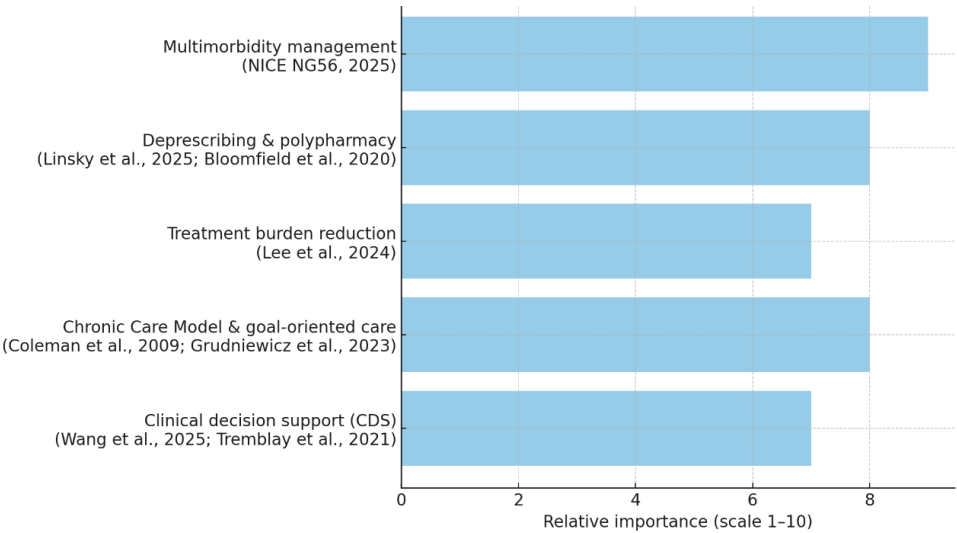 Multimorbidity management
(NICE NG56, 2025)
Deprescribing & polypharmacy
(Linsky et al., 2025; Bloomfield et al., 2020)
Treatment burden reduction
(Lee et al., 2024)
Chronic Care Model & goal-oriented care
(Coleman et al., 2009; Grudniewicz et al., 2023)
Clinical decision support (CDS)
(Wang et al., 2025; Tremblay et al., 2021)
0 2 4 6 8
Relative importance (scale 1–10)